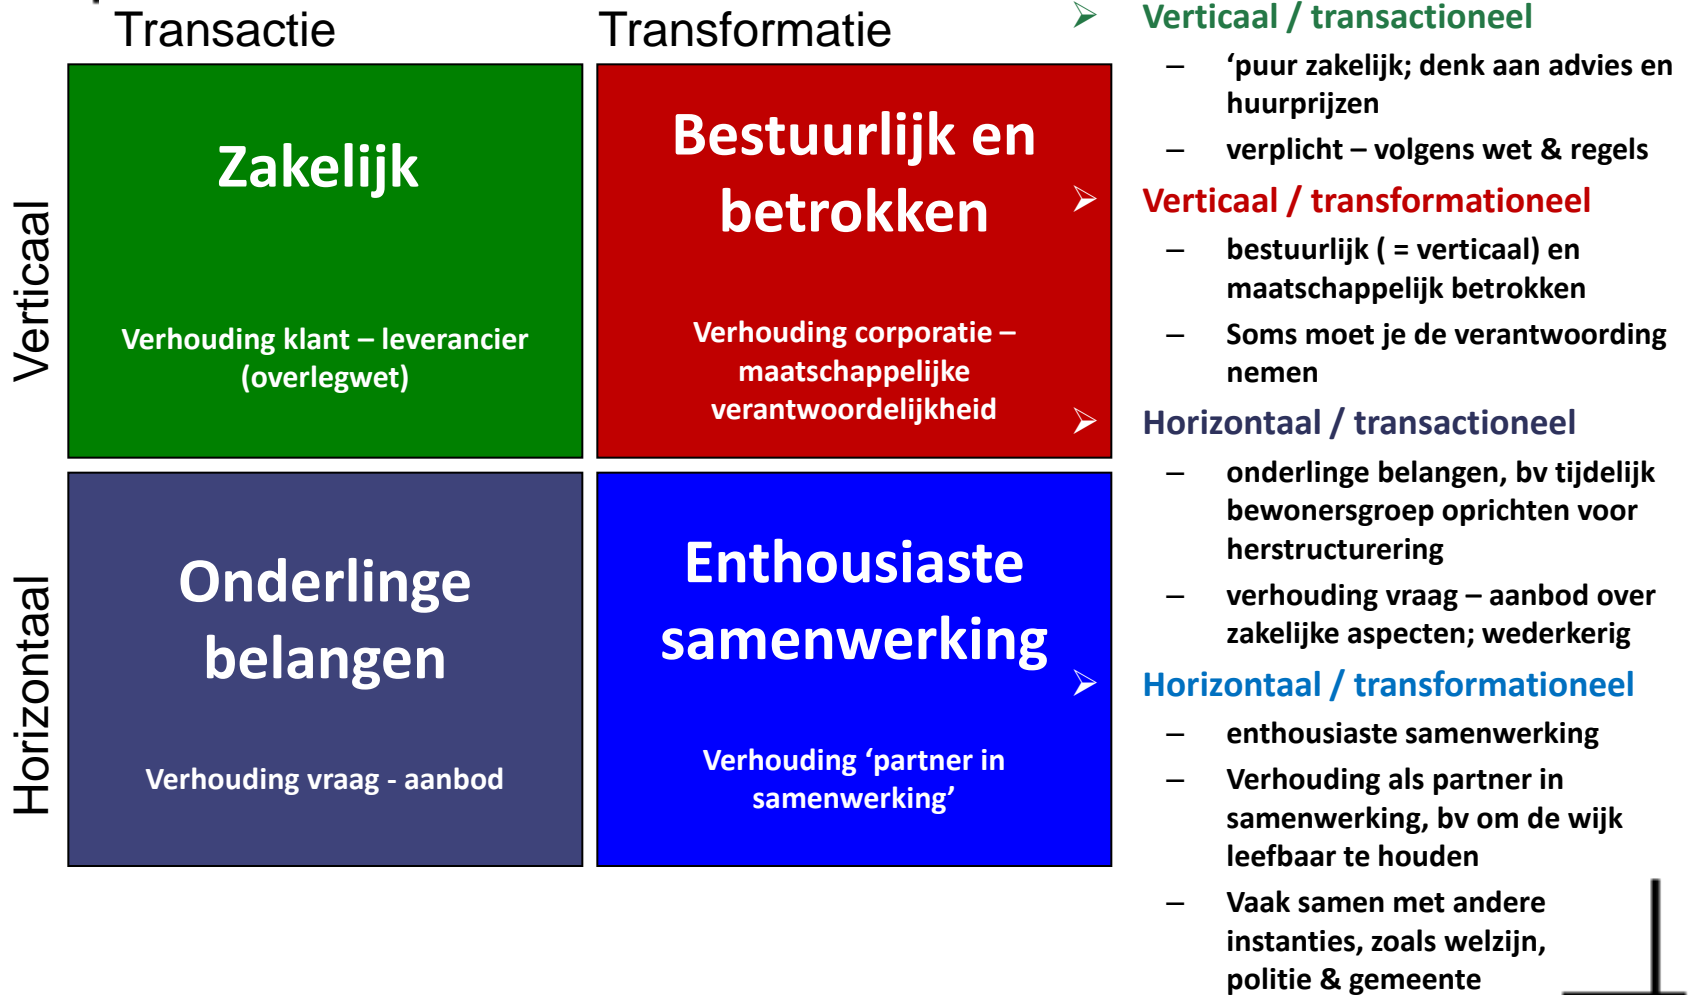 Transactie
Transformatie
Verticaal
Horizontaal
Zakelijk
Verhouding klant – leverancier
(overlegwet)
Bestuurlijk en
betrokken
Verhouding corporatie –
maatschappelijke
verantwoordelijkheid
Onderlinge
belangen
Verhouding vraag - aanbod
Enthousiaste
samenwerking
Verhouding ‘partner in
samenwerking’
➢ Verticaal / transactioneel
– ‘puur zakelijk; denk aan advies en
huurprijzen
– verplicht – volgens wet & regels
➢ Verticaal / transformationeel
– bestuurlijk ( = verticaal) en
maatschappelijk betrokken
– Soms moet je de verantwoording
nemen
➢ Horizontaal / transactioneel
– onderlinge belangen, bv tijdelijk
bewonersgroep oprichten voor
herstructurering
– verhouding vraag – aanbod over
zakelijke aspecten; wederkerig
➢ Horizontaal / transformationeel
– enthousiaste samenwerking
– Verhouding als partner in
samenwerking, bv om de wijk
leefbaar te houden
– Vaak samen met andere
instanties, zoals welzijn,
politie & gemeente